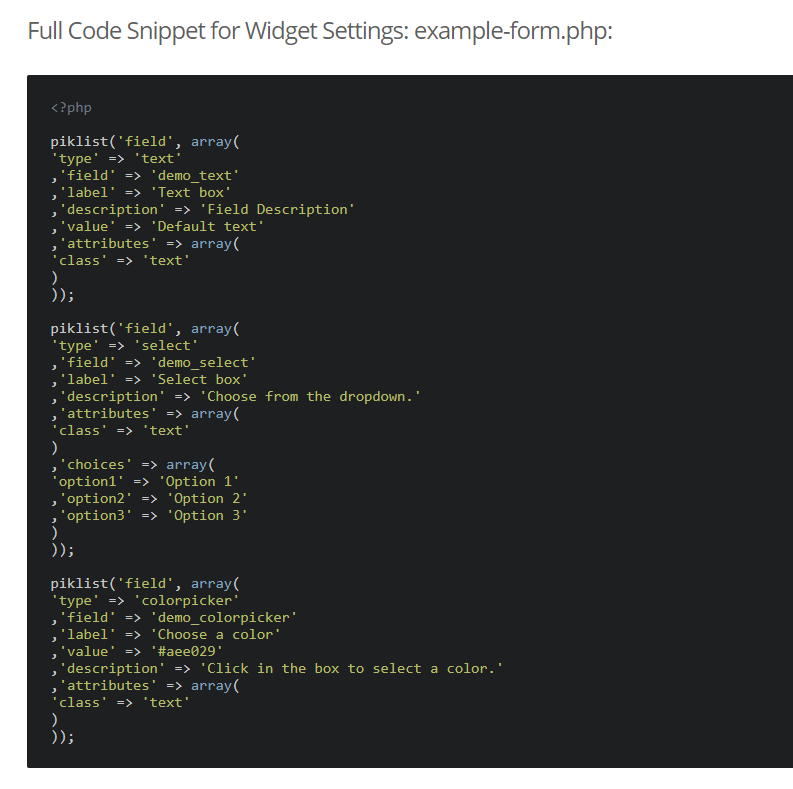 Full Code Snippet for Widget Settings: example-form.php:
<?php
piklist('field', array(
'type' => 'text'
,'field' => 'demo_text'
,'label' => 'Text box'
,'description' => 'Field Description'
,'value' => 'Default text'
,'attributes' => array(
'class' => 'text'
)
));
piklist('field', array(
'type' => 'select'
,'field' => 'demo_select'
,'label' => 'Select box'
,'description' => 'Choose from the dropdown.'
,'attributes' => array(
'class' => 'text'
)
,'choices' => array(
'option1' => 'Option 1'
,'option2' => 'Option 2'
,'option3' => 'Option 3'
)
));
piklist('field', array(
'type' => 'colorpicker'
,'field' => 'demo_colorpicker'
,'label' => 'Choose a color'
,'value' => '#aee029'
,'description' => 'Click in the box to select a color.'
,'attributes' => array(
'class' => 'text'
)
));